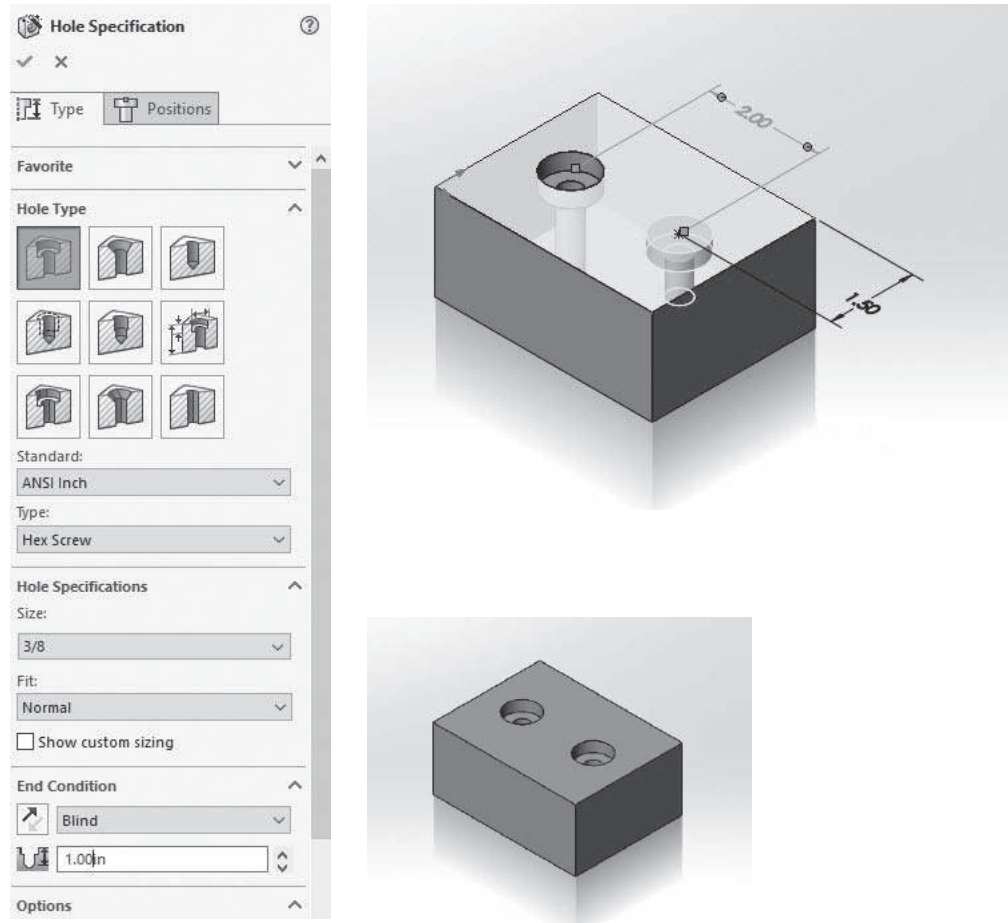 Hole Specification
Type
Positions
Favorite
Hole Type
Standard:
ANSI Inch
Type:
Hex Screw
Hole Specifications
Size:
3/8
Fit:
Normal
Show custom sizing
End Condition
Blind
1.00in
Options
2.00
1.50